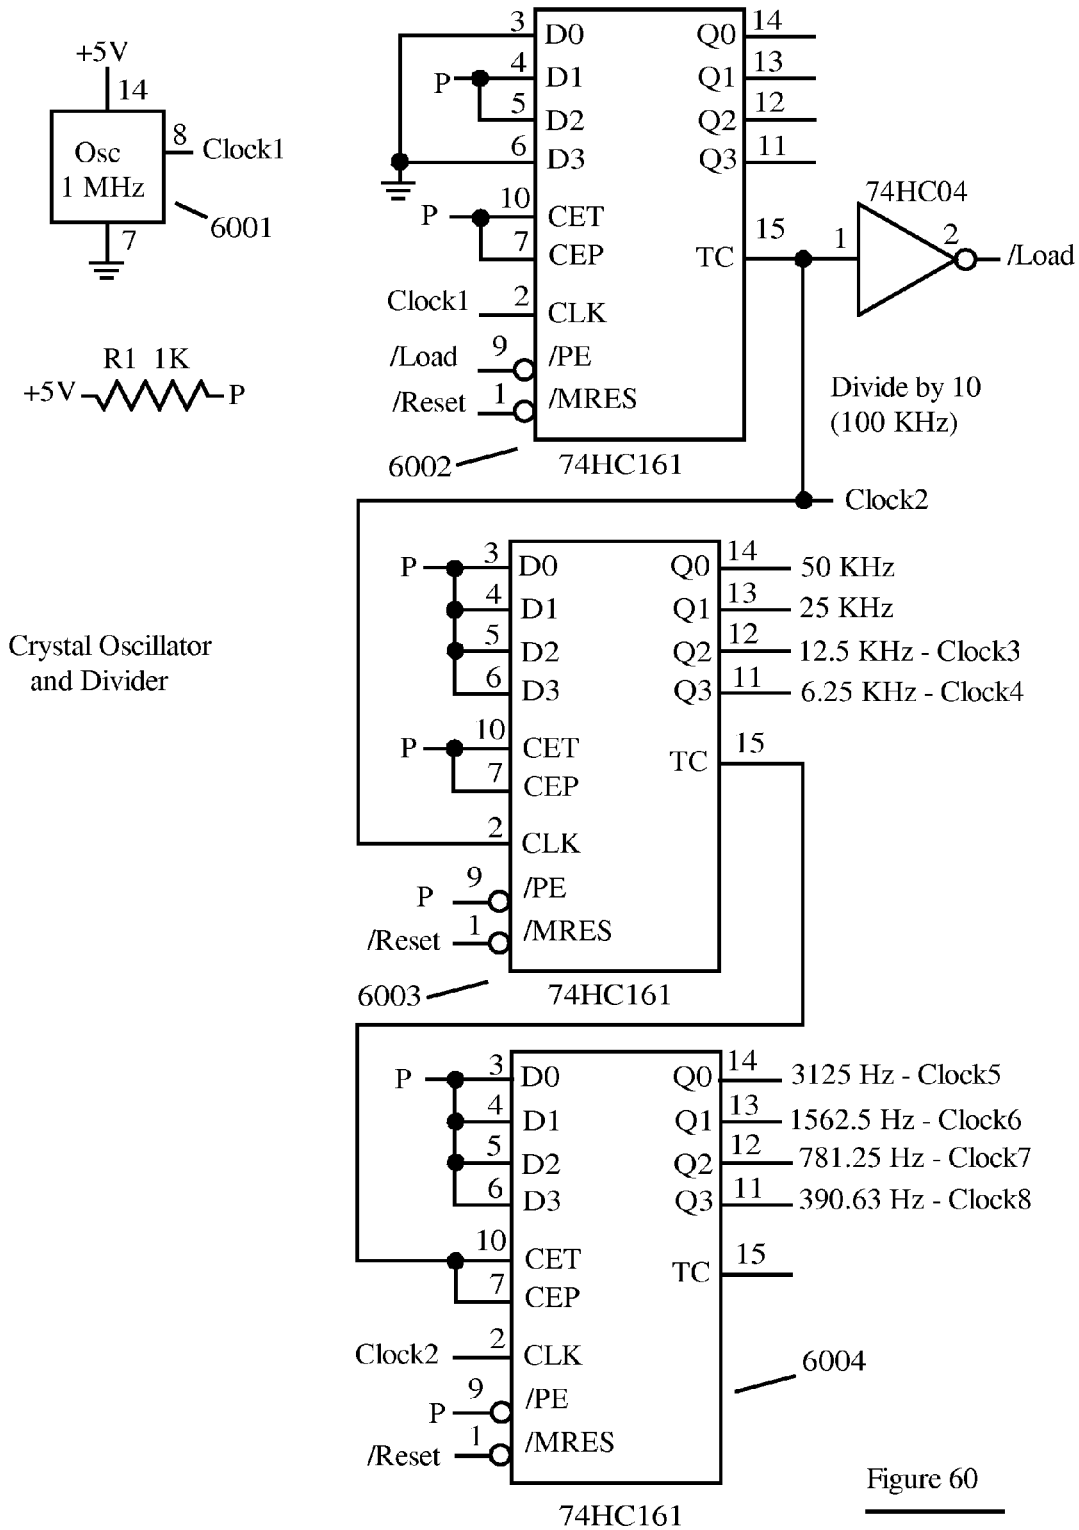 +5V
14
Osc
1 MHz
8 Clock1
7
6001
R1 1K
+5V P
3 D0 Q0 14
P 4 D1 Q1 13
5 D2 Q2 12
6 D3 Q3 11
P 10 CET
7 CEP TC 15
74HC04
1 2 /Load
Clock1 2 CLK
/Load 9 /PE
/Reset 1 /MRES
6002 74HC161
Divide by 10
(100 KHz)
Clock2
P 3 D0 Q0 14 50 KHz
4 D1 Q1 13 25 KHz
5 D2 Q2 12 12.5 KHz - Clock3
6 D3 Q3 11 6.25 KHz - Clock4
P 10 CET TC 15
7 CEP
2 CLK
P 9 /PE
/Reset 1 /MRES
6003 74HC161
Crystal Oscillator
and Divider
P 3 D0 Q0 14 3125 Hz - Clock5
4 D1 Q1 13 1562.5 Hz - Clock6
5 D2 Q2 12 781.25 Hz - Clock7
6 D3 Q3 11 390.63 Hz - Clock8
10 CET TC 15
7 CEP
Clock2 2 CLK
P 9 /PE
/Reset 1 /MRES
6004
74HC161
Figure 60